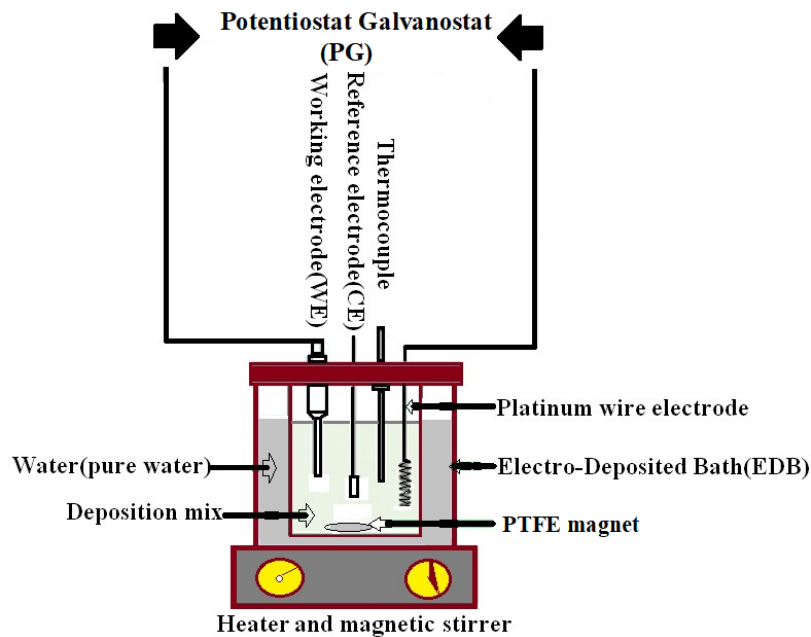 Potentiostat Galvanostat
(PG)
Working electrode(WE)
Reference electrode(CE)
Thermocouple
Platinum wire electrode
Water(pure water)
Electro-Deposited Bath(EDB)
Deposition mix
PTFE magnet
Heater and magnetic stirrer